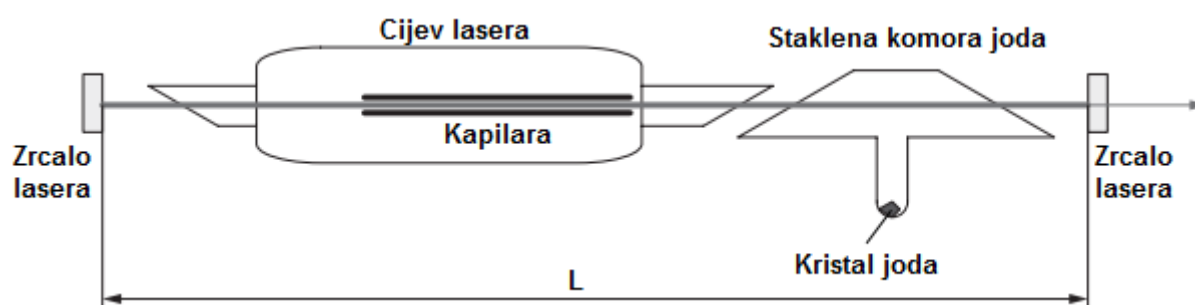 Cijev lasera
Staklena komora joda
Kapilara
Zrcalo
lasera
Zrcalo
lasera
Kristal joda
L